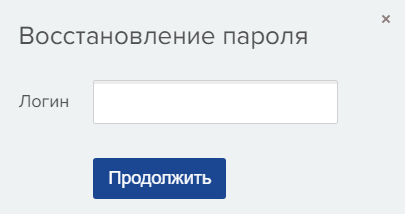 ×
Восстановление пароля
Логин
Продолжить